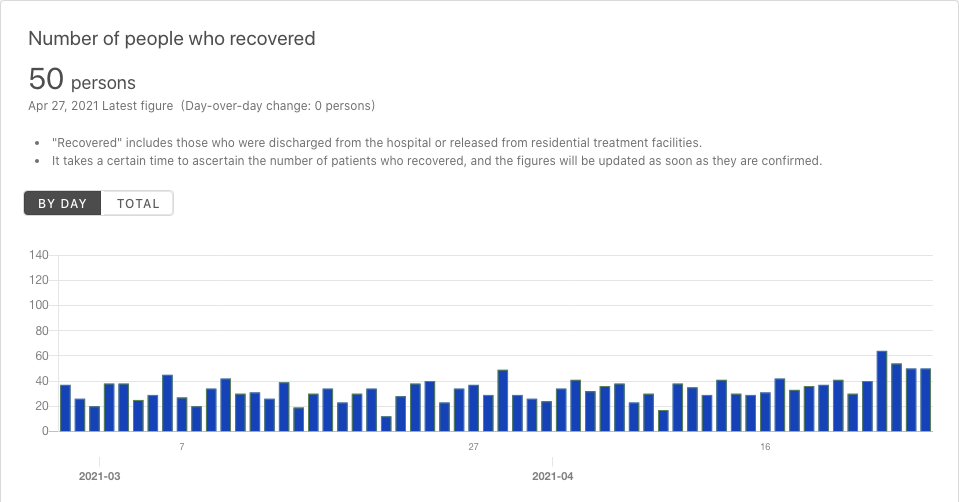 Number of people who recovered
50 persons
Apr 27, 2021 Latest figure (Day-over-day change: 0 persons)
• "Recovered" includes those who were discharged from the hospital or released from residential treatment facilities.
• It takes a certain time to ascertain the number of patients who recovered, and the figures will be updated as soon as they are confirmed.
BY DAY TOTAL
140
120
100
80
60
40
20
0
7 27 16
2021-03 2021-04